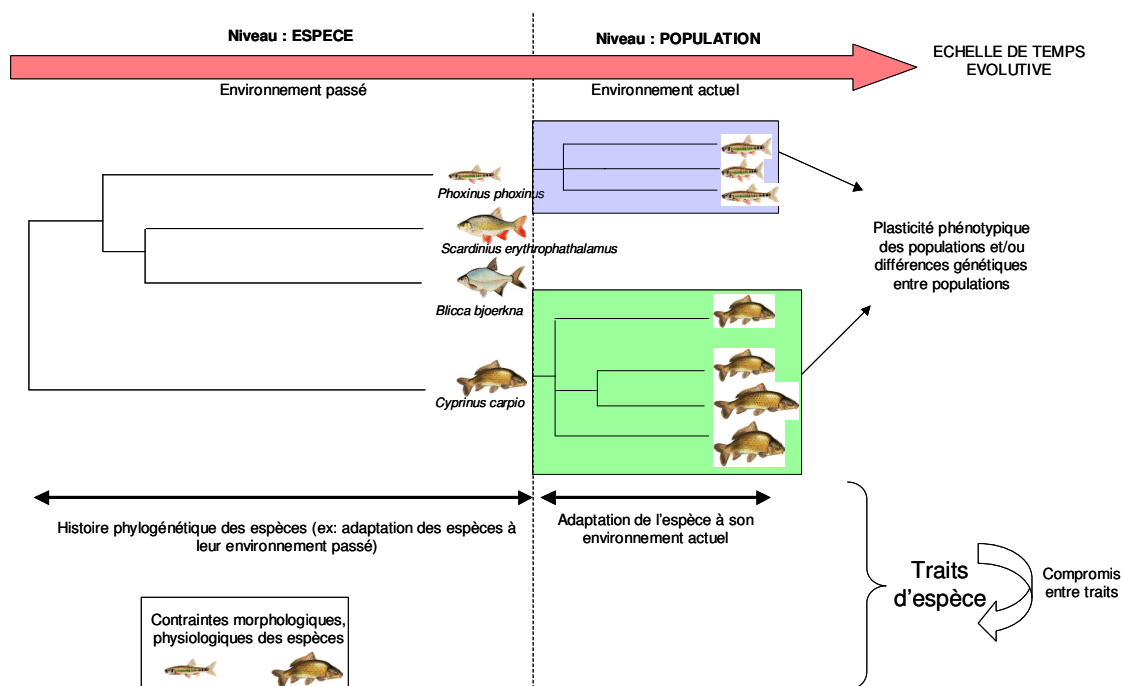 Niveau : ESPECE
Niveau : POPULATION
ECHELLE DE TEMPS
EVOLUTIVE
Environnement passé
Environnement actuel
Phoxinus phoxinus
Scardinius erythrophathalamus
Blicca bjoerkna
Cyprinus carpio
Plasticité phénotypique
des populations et/ou
différences génétiques
entre populations
Histoire phylogénétique des espèces (ex: adaptation des espèces à
leur environnement passé)
Adaptation de l'espèce à son
environnement actuel
Traits
d'espèce
Compromis
entre traits
Contraintes morphologiques,
physiologiques des espèces